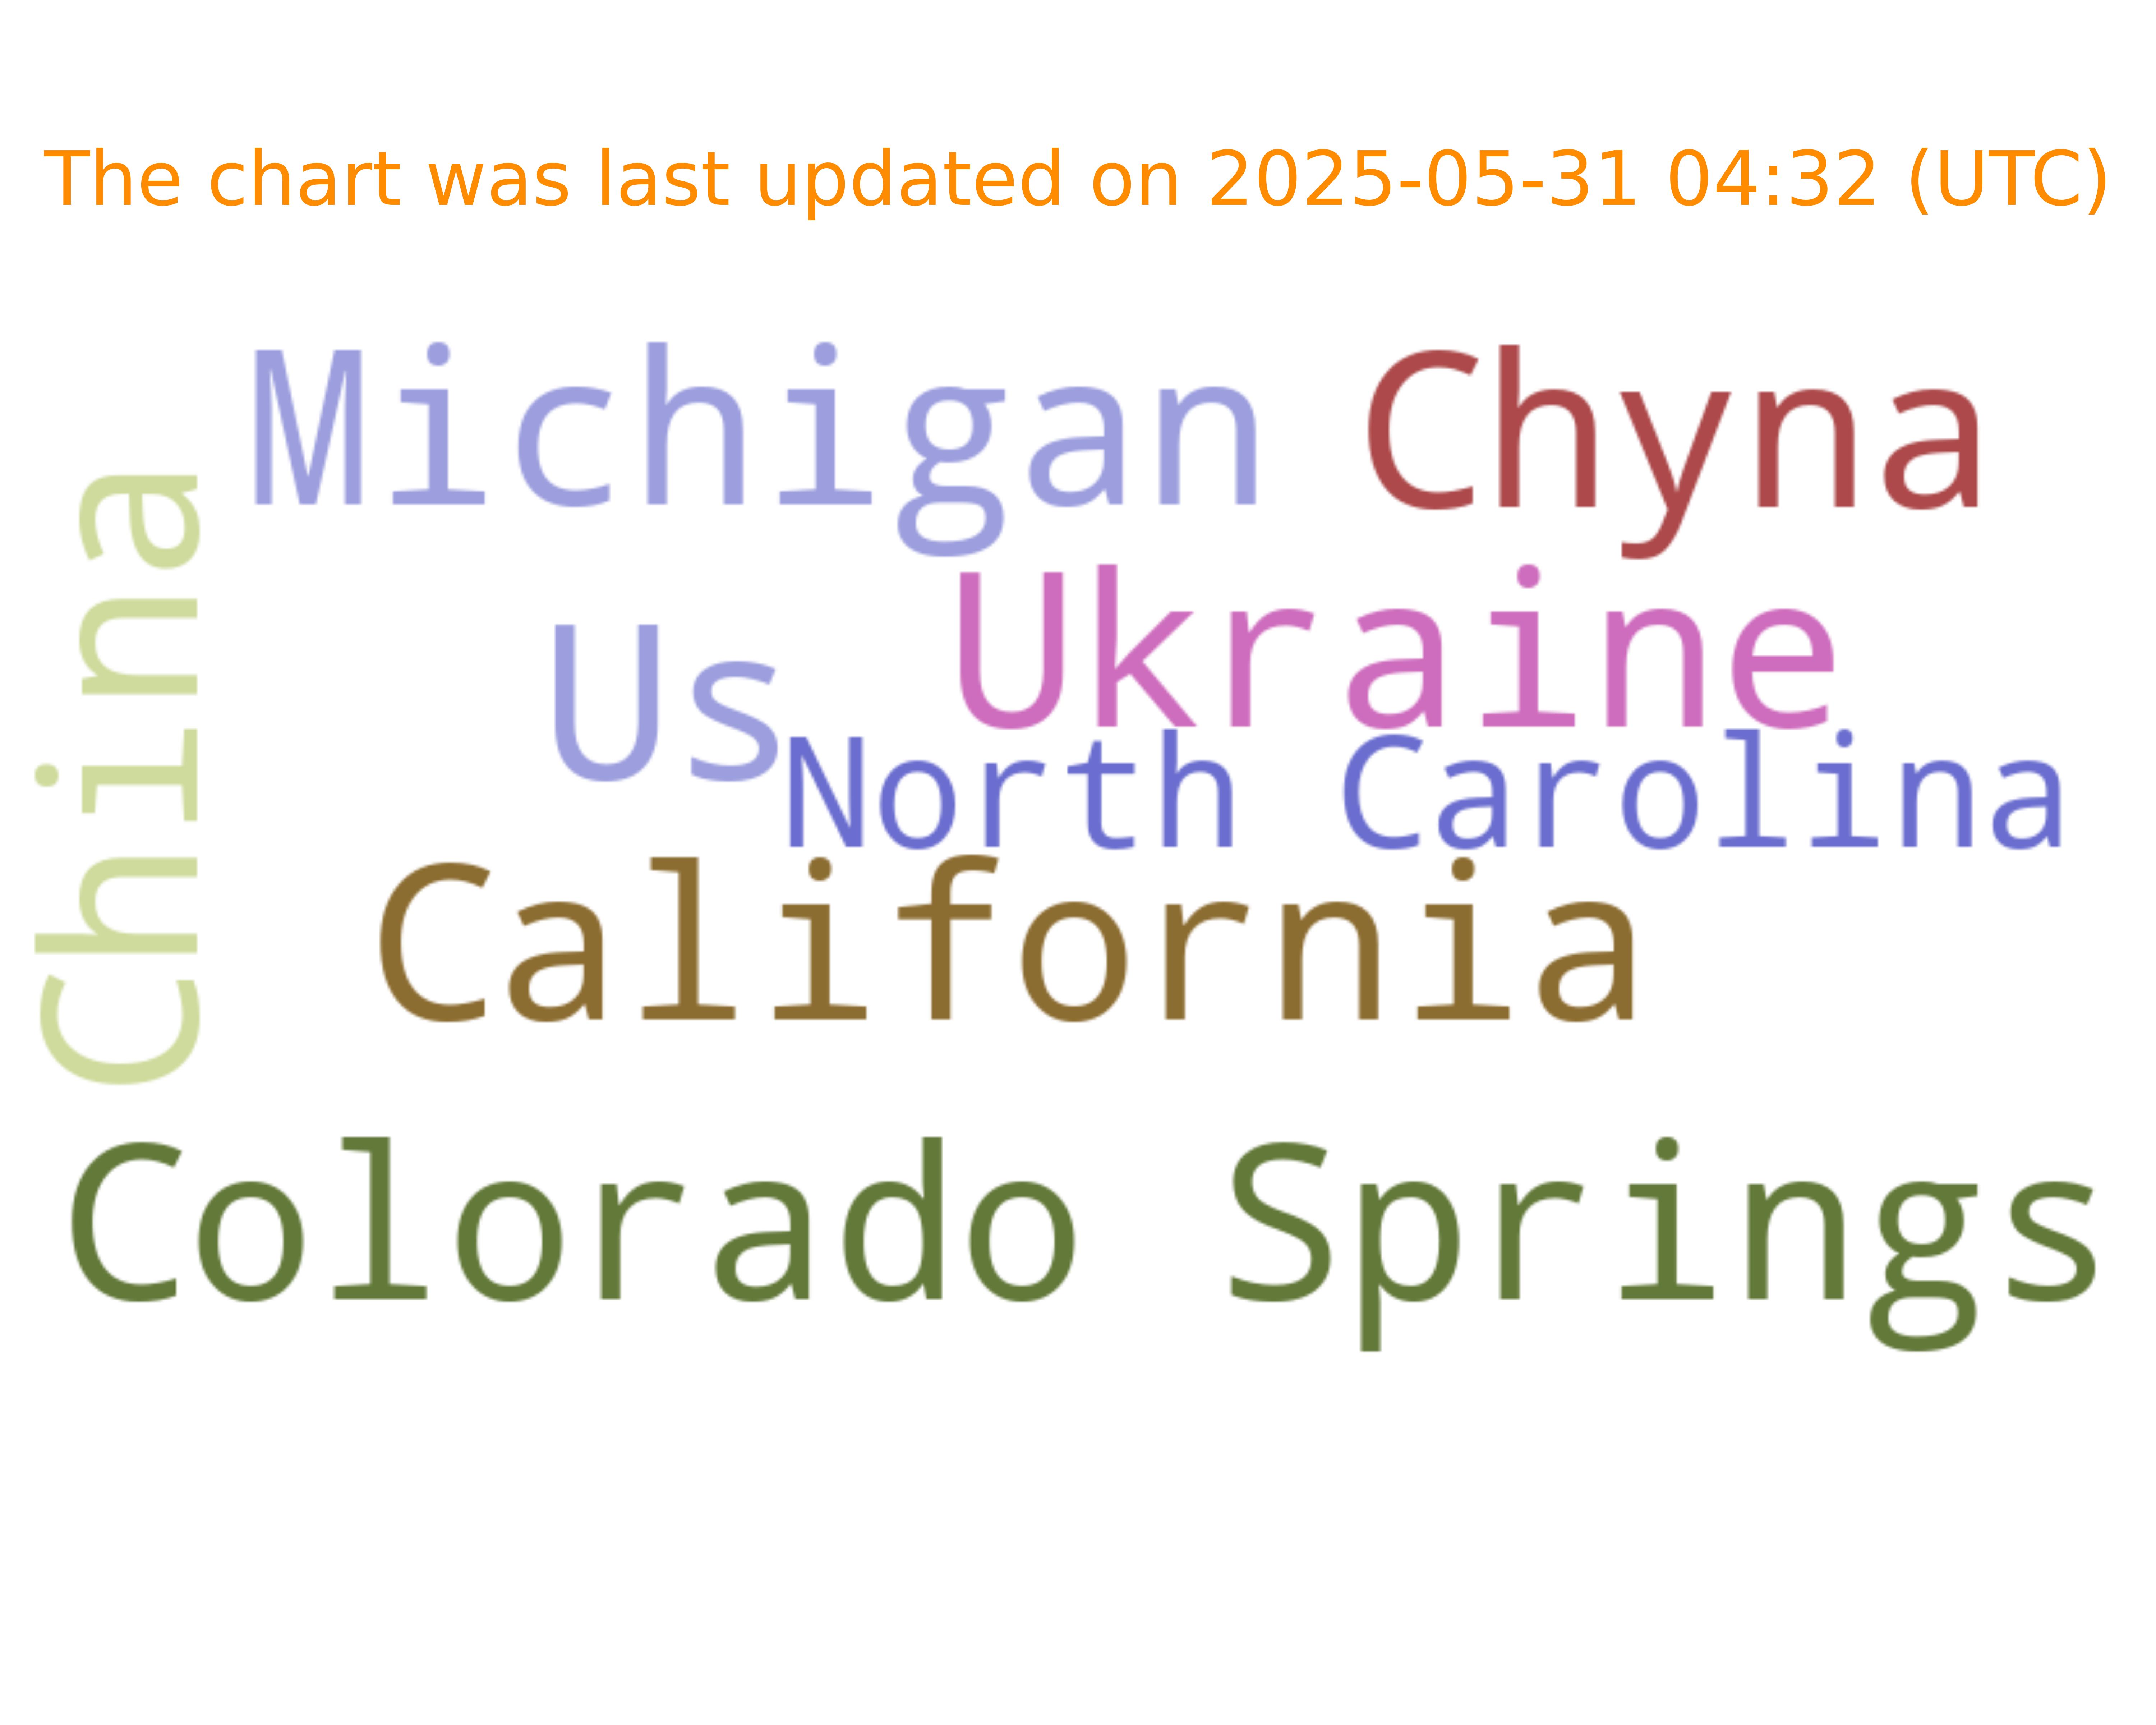 The chart was last updated on 2025-05-31 04:32 (UTC)
Michigan
Chyna
China
Ukraine
Us
North Carolina
California
Colorado Springs